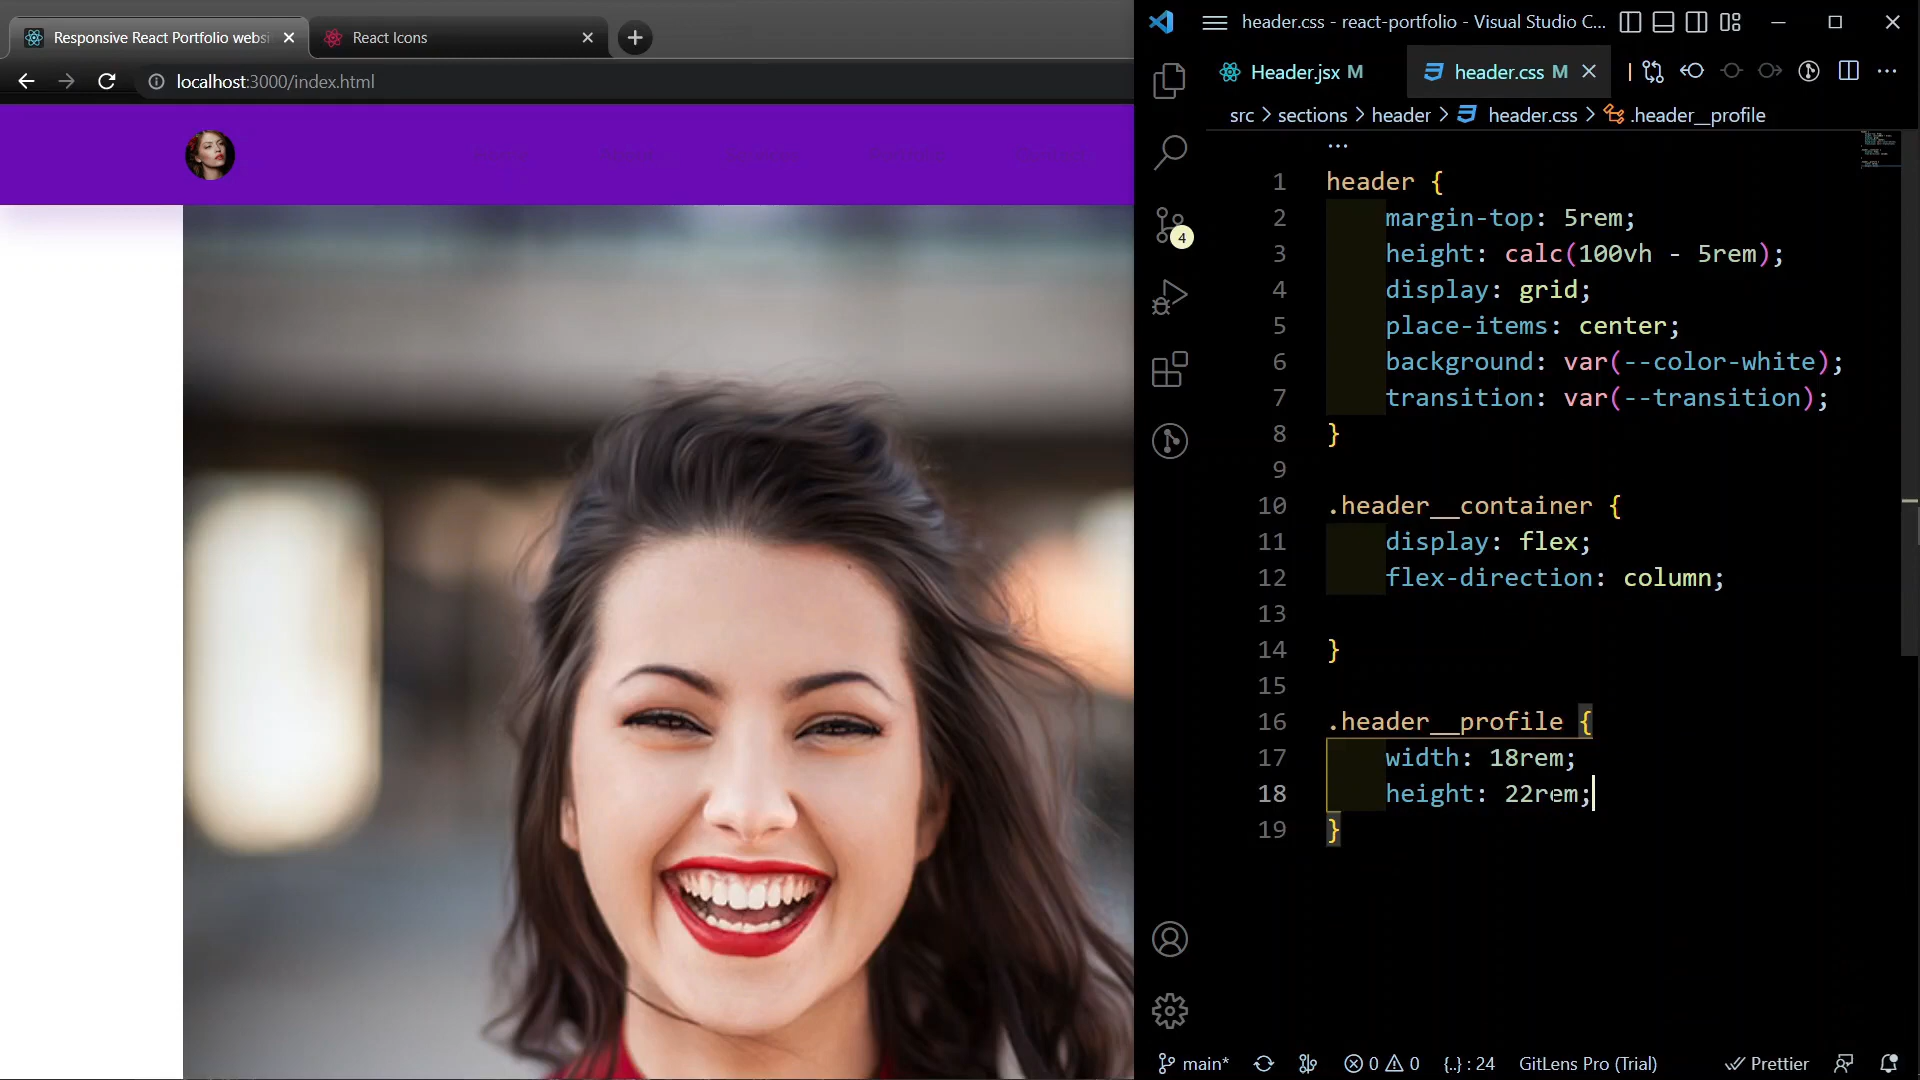 Responsive React Portfolio websi
React Icons
localhost:3000/index.html
header.css - react-portfolio - Visual Studio C...
Header.jsx M
header.css M
src > sections > header > header.css > .header__profile
...
1 header {
2 margin-top: 5rem;
3 height: calc(100vh - 5rem);
4 display: grid;
5 place-items: center;
6 background: var(--color-white);
7 transition: var(--transition);
8 }
9
10 .header__container {
11 display: flex;
12 flex-direction: column;
13
14 }
15
16 .header__profile {
17 width: 18rem;
18 height: 22rem;
19 }
4
main* 0 0 {..} : 24 GitLens Pro (Trial) Prettier